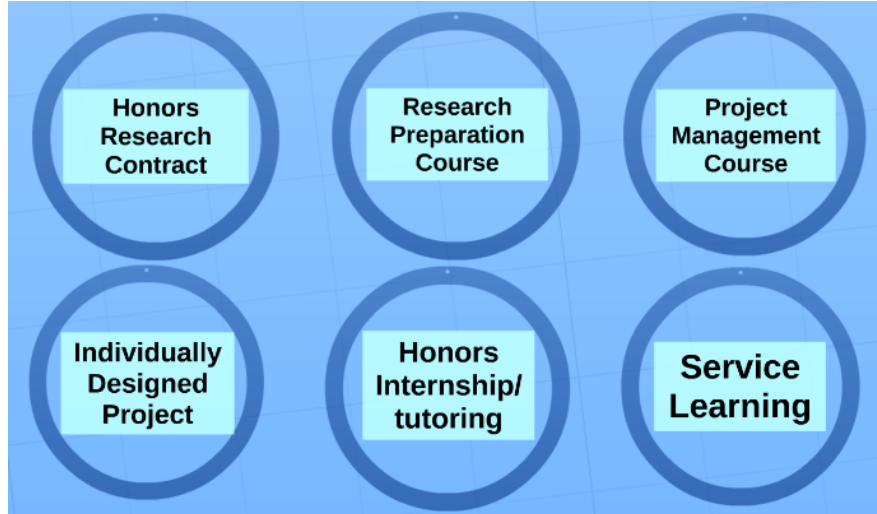 Honors
Research
Contract
Research
Preparation
Course
Project
Management
Course
Individually
Designed
Project
Honors
Internship/
tutoring
Service
Learning